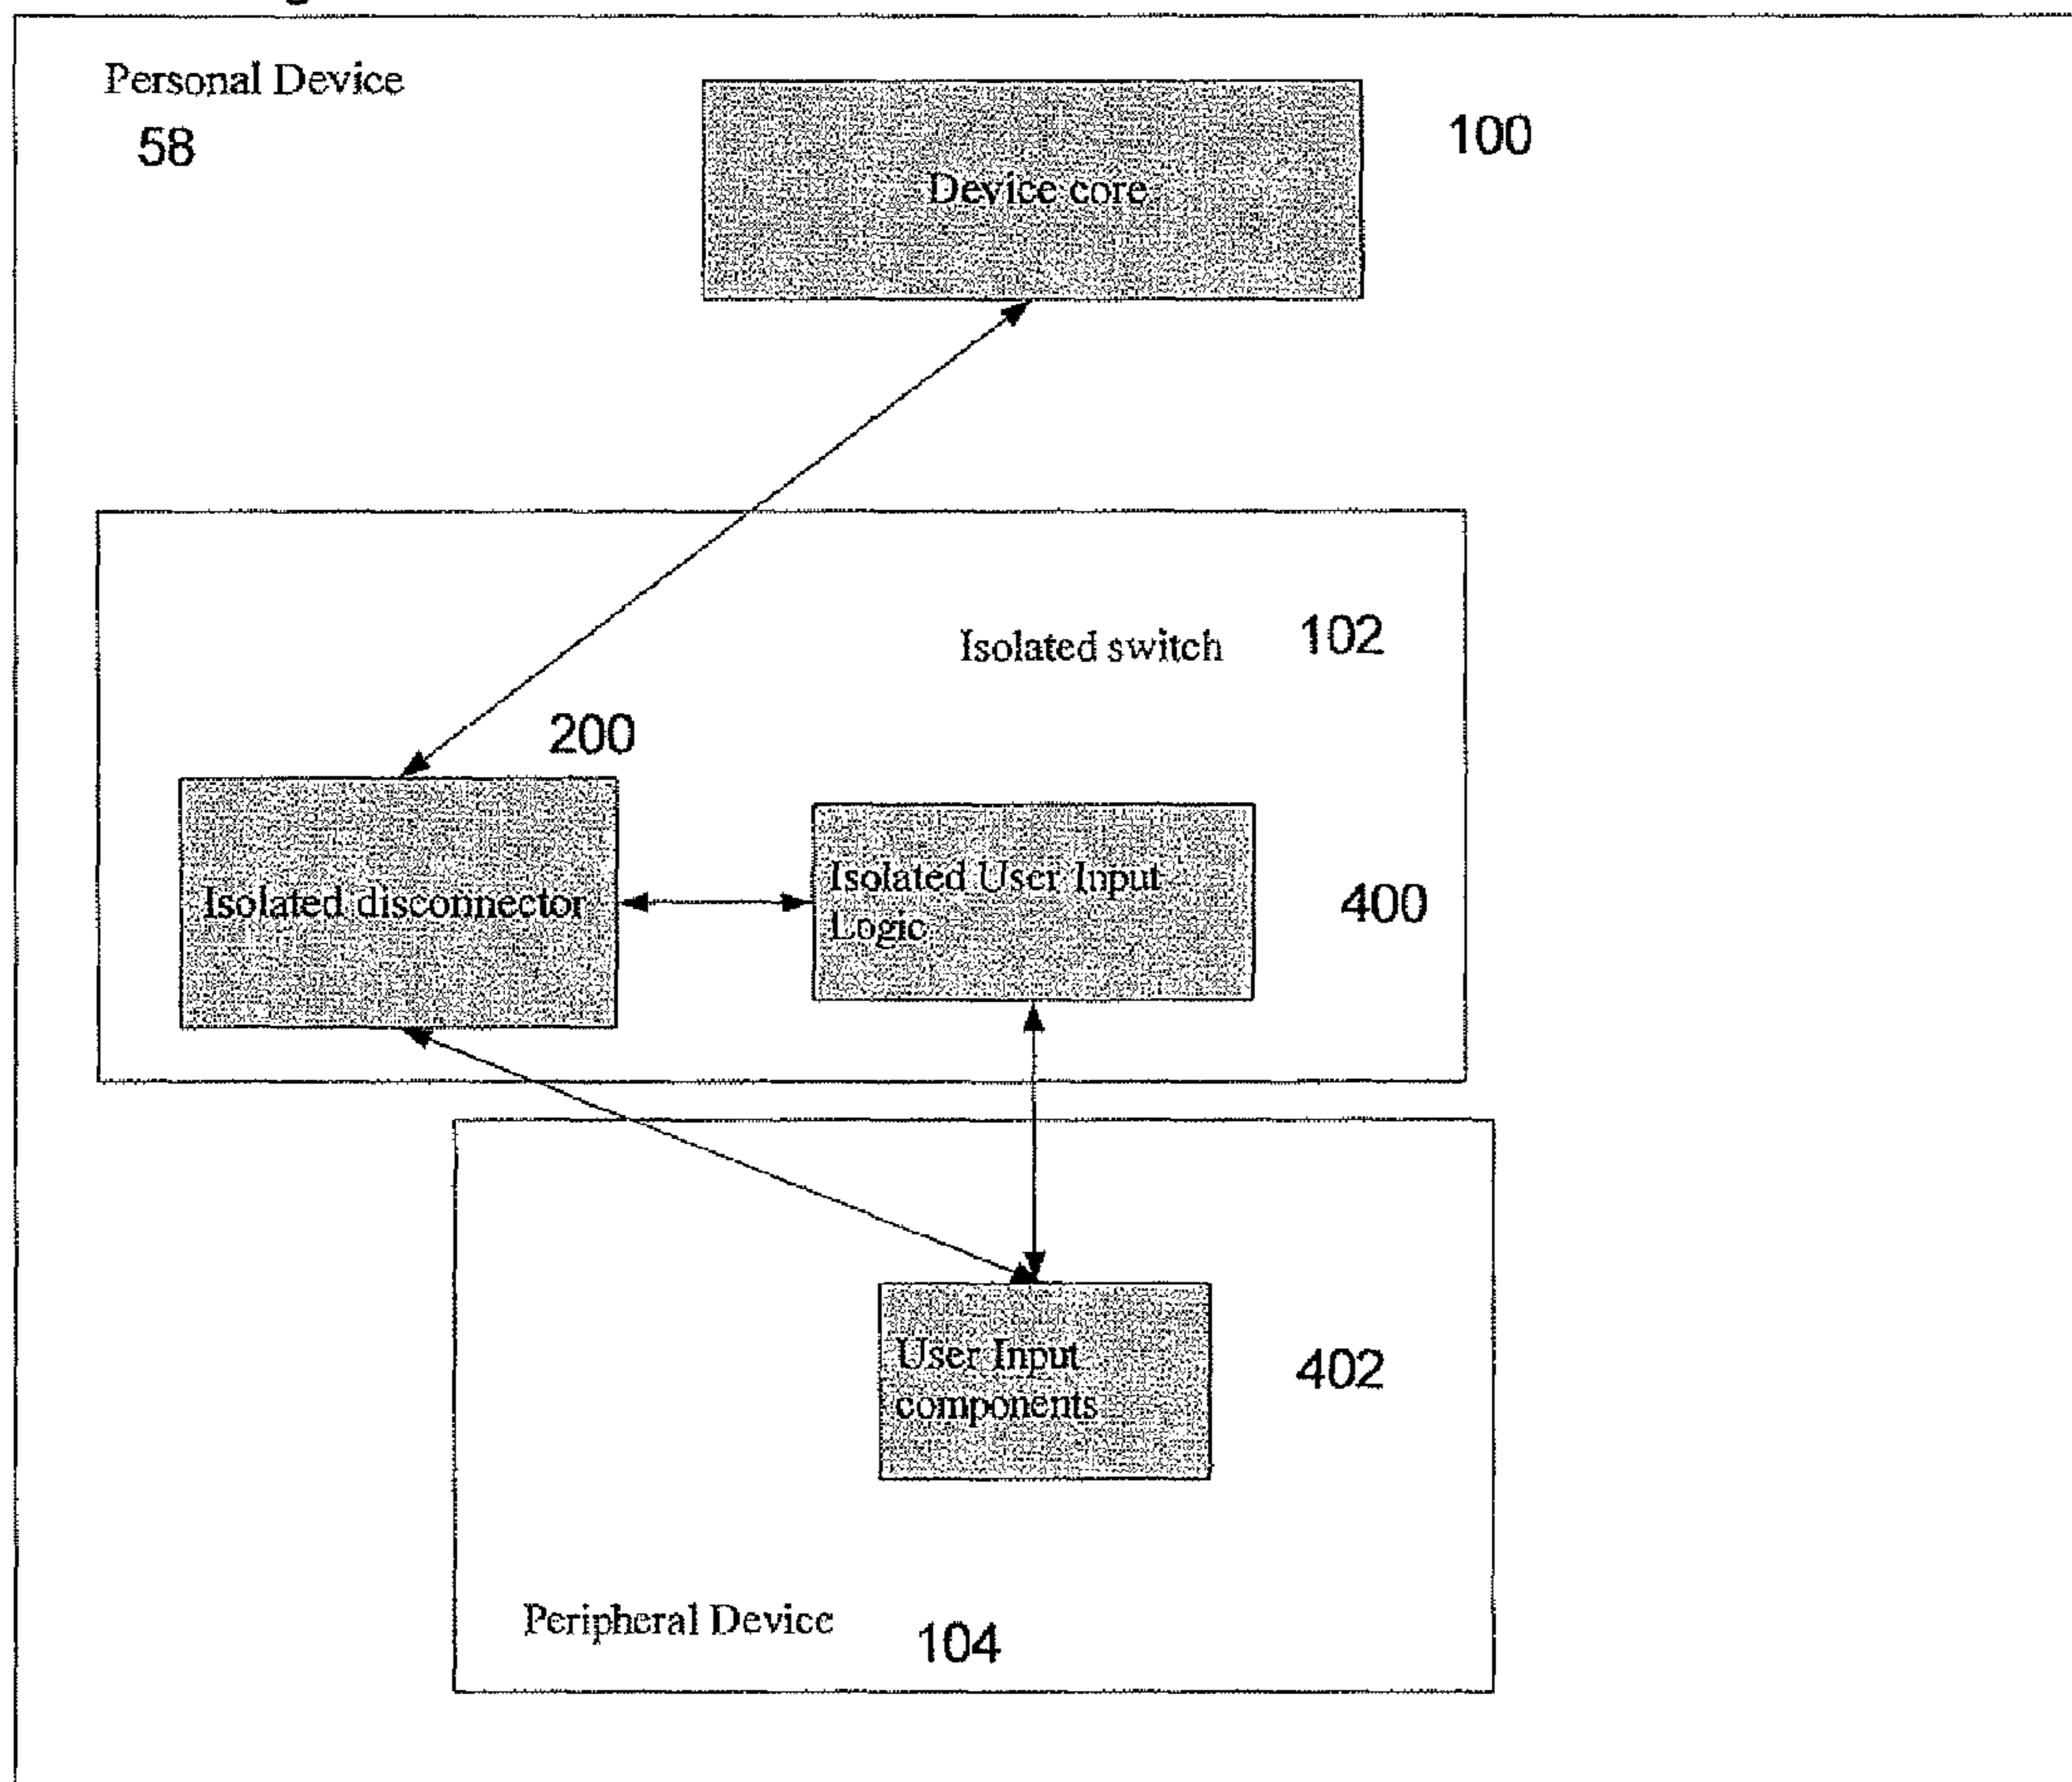 Personal Device
58
Device core
100
Isolated switch
102
200
Isolated disconnector
Isolated User Input
Logic
400
User Input
components
402
Peripheral Device
104